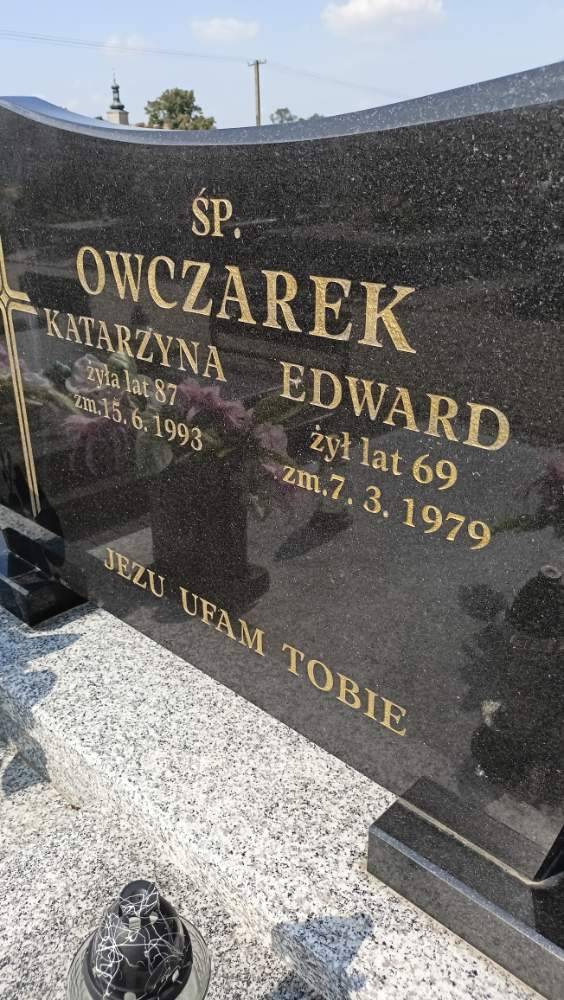 ŚP.
OWCZAREK
KATARZYNA
żyła lat 87
zm.15. 6. 1993
EDWARD
żył lat 69
zm.7. 3. 1979
JEZU UFAM TOBIE